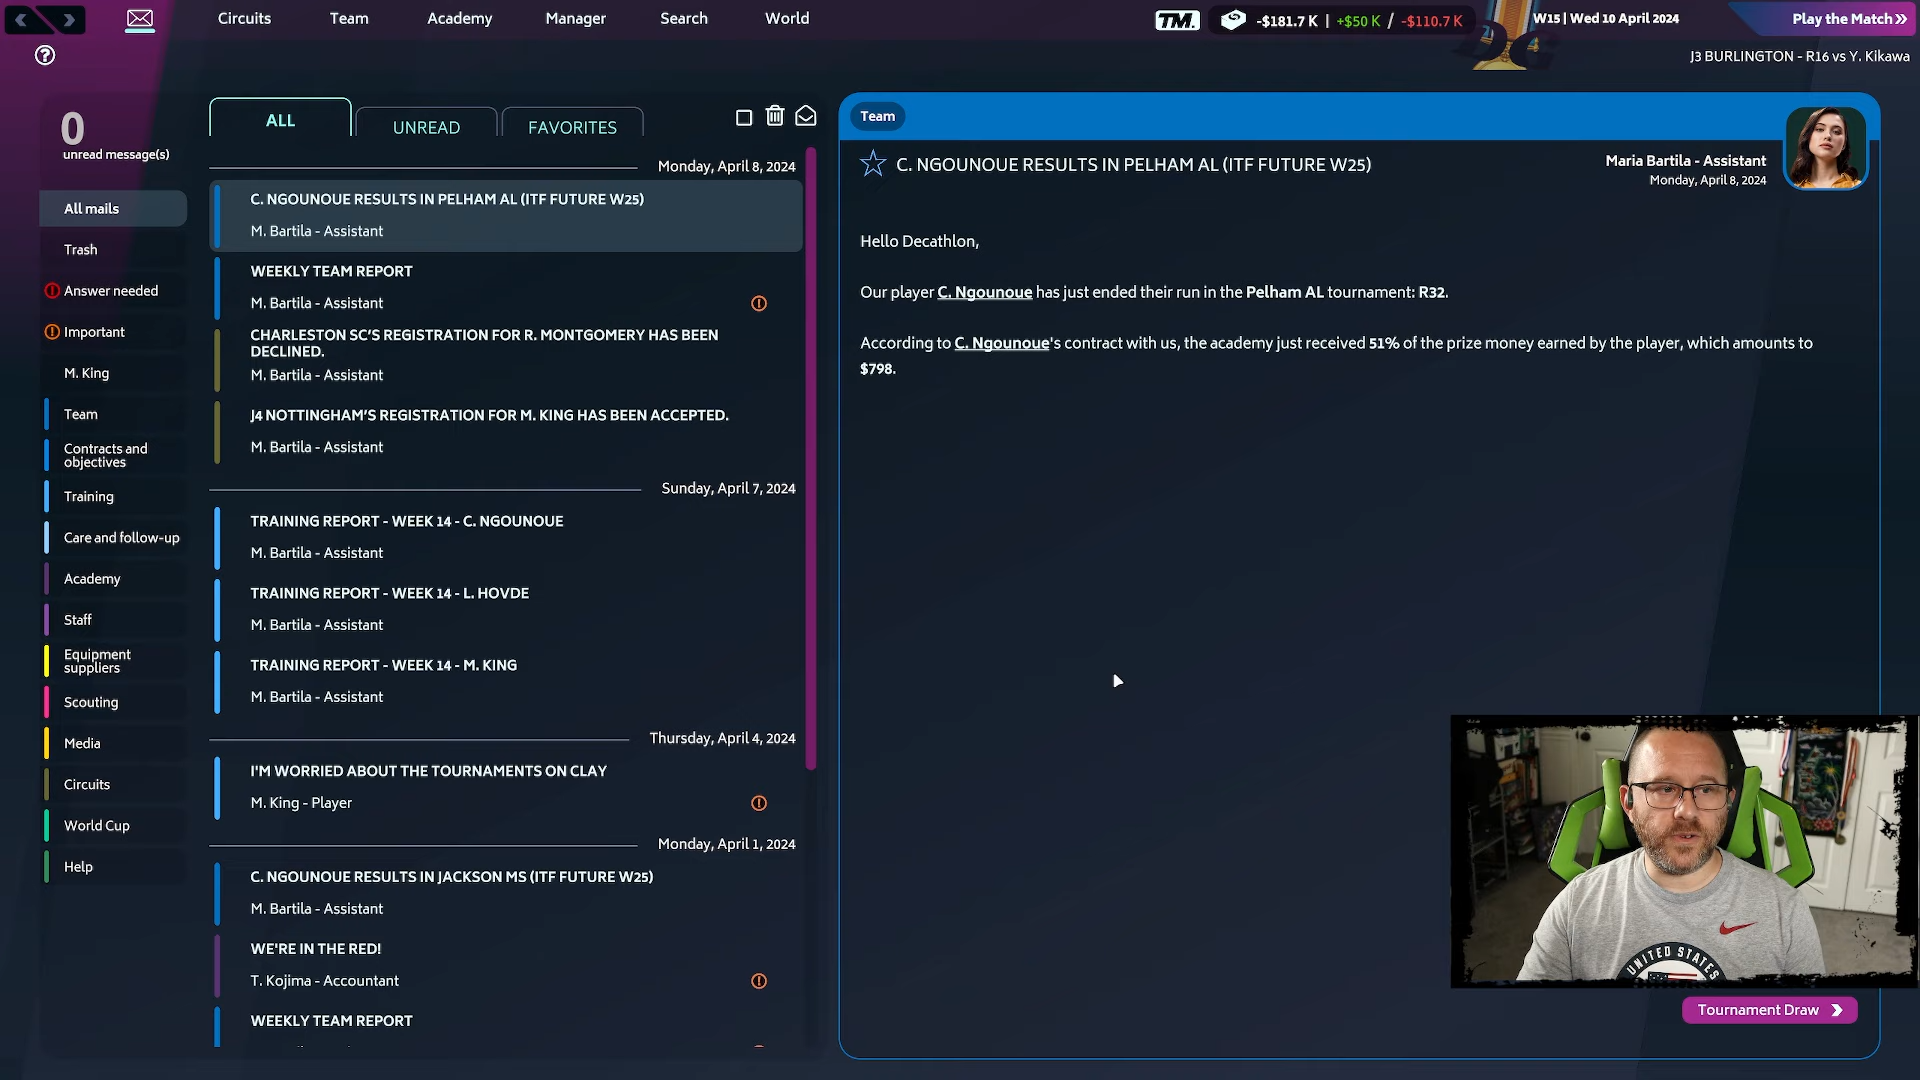 Circuits
Team
Academy
Manager
Search
World
TM.
-$181.7 K | +$50 K / -$110.7 K
W15 | Wed 10 April 2024
Play the Match
J3 BURLINGTON - R16 vs Y. Kikawa
0
unread message(s)
All mails
Trash
Answer needed
Important
M. King
Team
Contracts and
objectives
Training
Care and follow-up
Academy
Staff
Equipment
suppliers
Scouting
Media
Circuits
World Cup
Help
ALL
UNREAD
FAVORITES
Monday, April 8, 2024
C. NGOUNOUE RESULTS IN PELHAM AL (ITF FUTURE W25)
M. Bartila - Assistant
WEEKLY TEAM REPORT
M. Bartila - Assistant
CHARLESTON SC'S REGISTRATION FOR R. MONTGOMERY HAS BEEN
DECLINED.
M. Bartila - Assistant
J4 NOTTINGHAM'S REGISTRATION FOR M. KING HAS BEEN ACCEPTED.
M. Bartila - Assistant
Sunday, April 7, 2024
TRAINING REPORT - WEEK 14 - C. NGOUNOUE
M. Bartila - Assistant
TRAINING REPORT - WEEK 14 - L. HOVDE
M. Bartila - Assistant
TRAINING REPORT - WEEK 14 - M. KING
M. Bartila - Assistant
Thursday, April 4, 2024
I'M WORRIED ABOUT THE TOURNAMENTS ON CLAY
M. King - Player
Monday, April 1, 2024
C. NGOUNOUE RESULTS IN JACKSON MS (ITF FUTURE W25)
M. Bartila - Assistant
WE'RE IN THE RED!
T. Kojima - Accountant
WEEKLY TEAM REPORT
Team
C. NGOUNOUE RESULTS IN PELHAM AL (ITF FUTURE W25)
Maria Bartila - Assistant
Monday, April 8, 2024
Hello Decathlon,
Our player C. Ngounoue has just ended their run in the Pelham AL tournament: R32.
According to C. Ngounoue's contract with us, the academy just received 51% of the prize money earned by the player, which amounts to
$798.
UNITED STATES
Tournament Draw